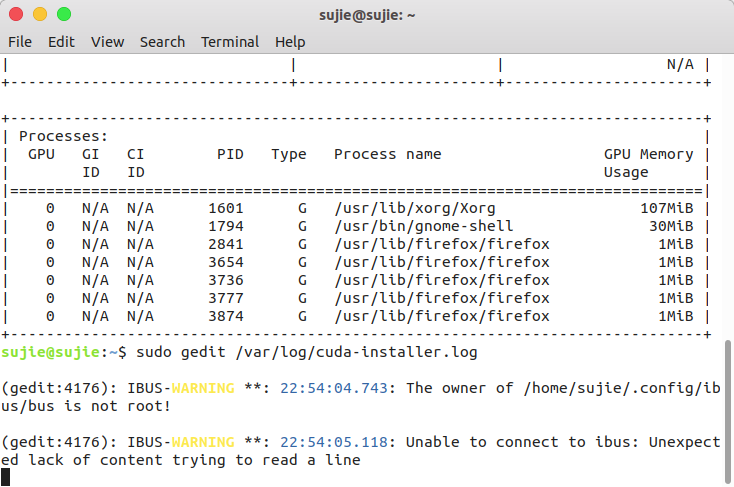 sujie@sujie: ~
File Edit View Search Terminal Help
|                               |                      |                  N/A |
+-------------------------------+----------------------+----------------------+

+-----------------------------------------------------------------------------+
| Processes:                                                                  |
|  GPU   GI   CI        PID   Type   Process name                  GPU Memory |
|        ID   ID                                                   Usage      |
|=============================================================================|
|    0   N/A  N/A      1601      G   /usr/lib/xorg/Xorg                107MiB |
|    0   N/A  N/A      1794      G   /usr/bin/gnome-shell               30MiB |
|    0   N/A  N/A      2841      G   /usr/lib/firefox/firefox            1MiB |
|    0   N/A  N/A      3654      G   /usr/lib/firefox/firefox            1MiB |
|    0   N/A  N/A      3736      G   /usr/lib/firefox/firefox            1MiB |
|    0   N/A  N/A      3777      G   /usr/lib/firefox/firefox            1MiB |
|    0   N/A  N/A      3874      G   /usr/lib/firefox/firefox            1MiB |
+-----------------------------------------------------------------------------+
sujie@sujie:~$ sudo gedit /var/log/cuda-installer.log

(gedit:4176): IBUS-WARNING **: 22:54:04.743: The owner of /home/sujie/.config/ib
us/bus is not root!

(gedit:4176): IBUS-WARNING **: 22:54:05.118: Unable to connect to ibus: Unexpect
ed lack of content trying to read a line